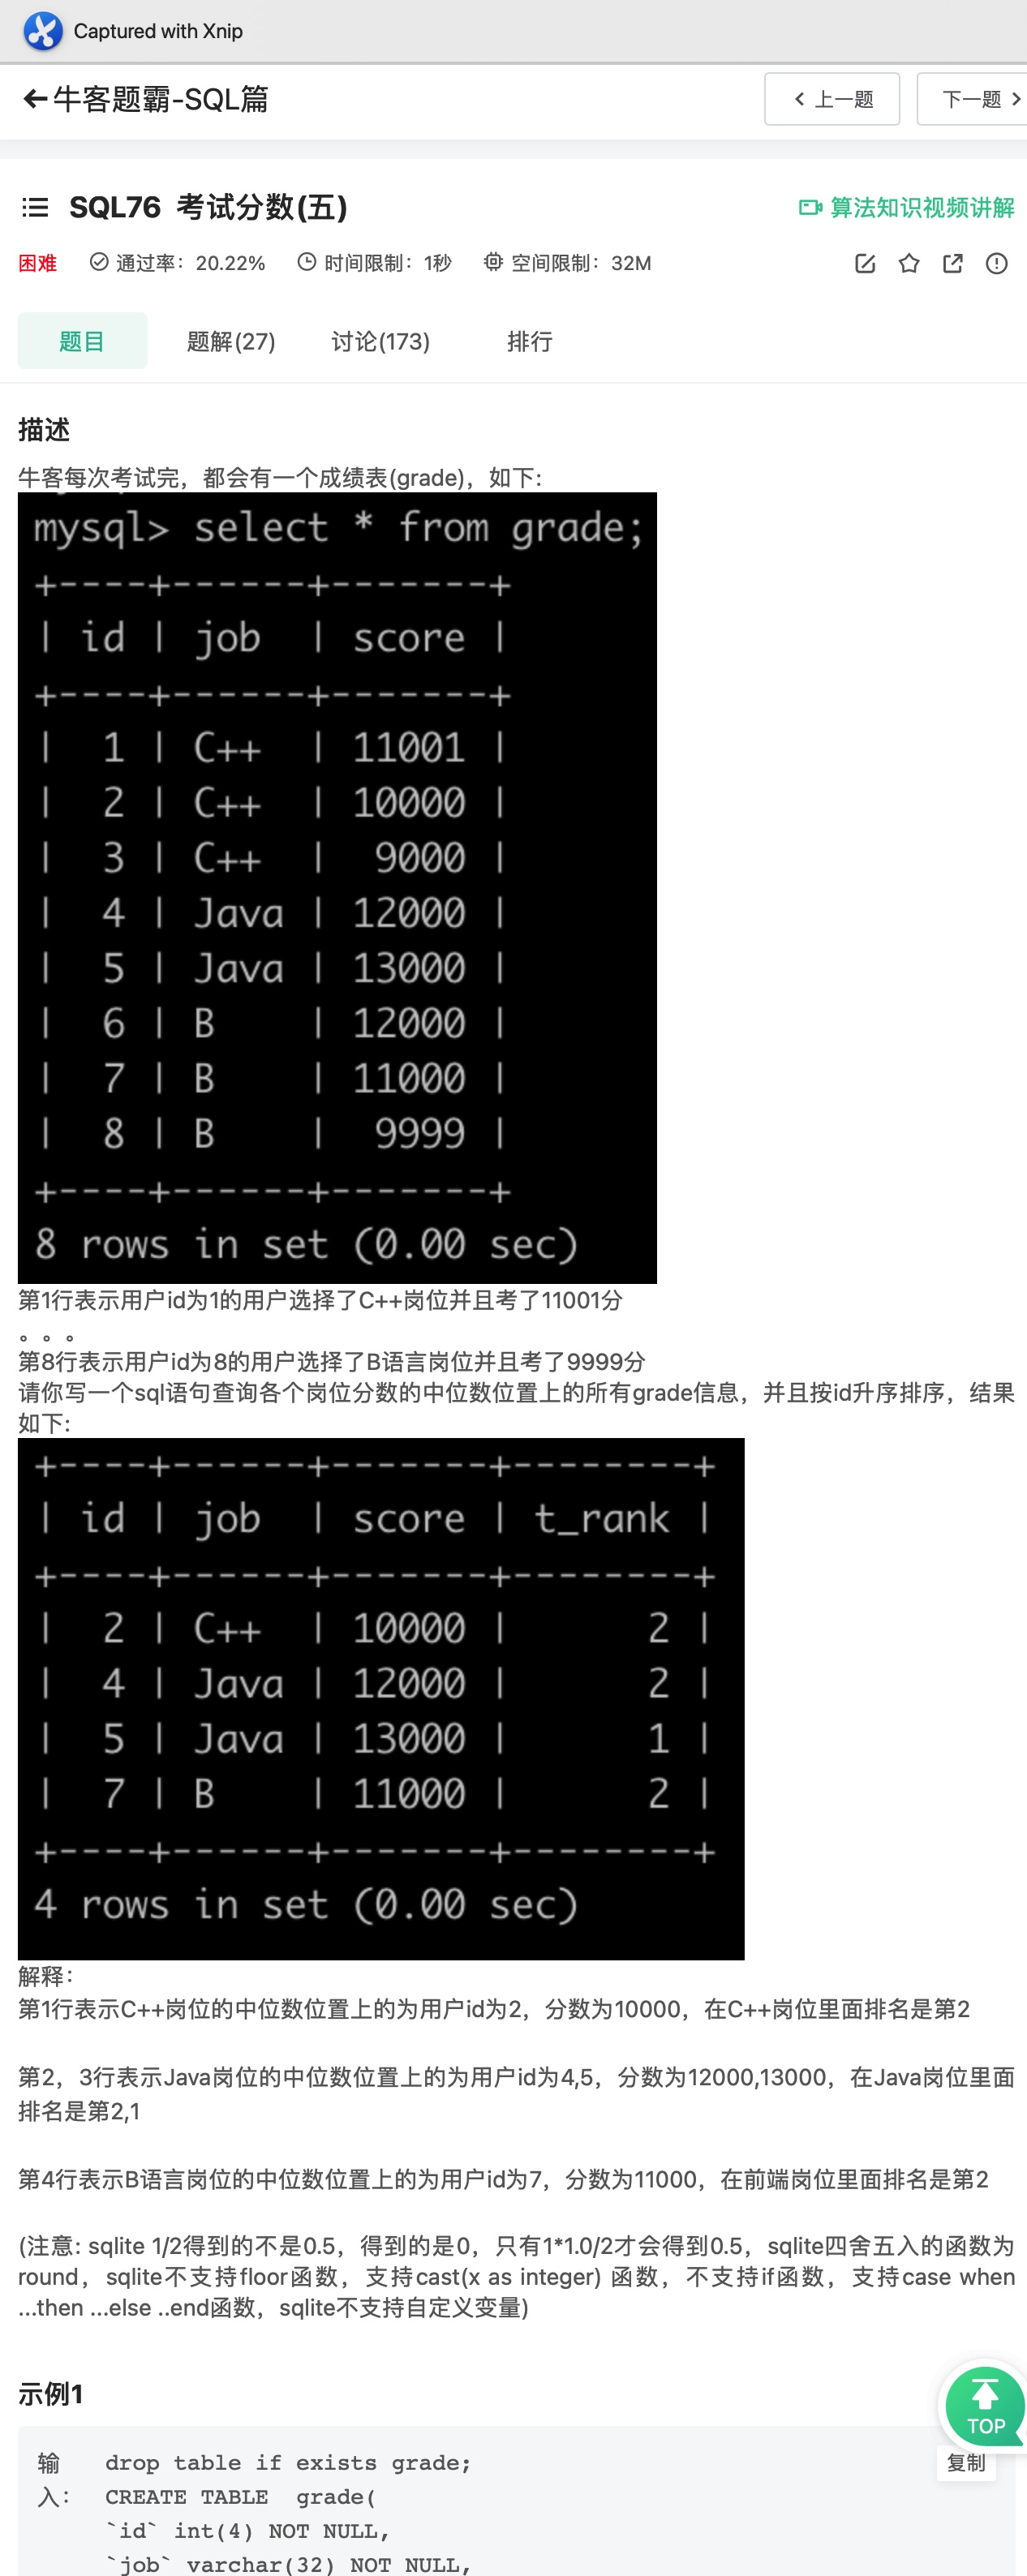 Captured with Xnip
牛客题霸-SQL篇
上一题
下一题
SQL76 考试分数(五)
算法知识视频讲解
困难 通过率：20.22% 时间限制：1秒 空间限制：32M
题目 题解(27) 讨论(173) 排行
描述
牛客每次考试完，都会有一个成绩表(grade)，如下:
mysql> select * from grade;
+----+------+-------+
| id | job  | score |
+----+------+-------+
|  1 | C++  | 11001 |
|  2 | C++  | 10000 |
|  3 | C++  |  9000 |
|  4 | Java | 12000 |
|  5 | Java | 13000 |
|  6 | B    | 12000 |
|  7 | B    | 11000 |
|  8 | B    |  9999 |
+----+------+-------+
8 rows in set (0.00 sec)
第1行表示用户id为1的用户选择了C++岗位并且考了11001分
。。。
第8行表示用户id为8的用户选择了B语言岗位并且考了9999分
请你写一个sql语句查询各个岗位分数的中位数位置上的所有grade信息，并且按id升序排序，结果
如下:
+----+------+-------+--------+
| id | job  | score | t_rank |
+----+------+-------+--------+
|  2 | C++  | 10000 |      2 |
|  4 | Java | 12000 |      2 |
|  5 | Java | 13000 |      1 |
|  7 | B    | 11000 |      2 |
+----+------+-------+--------+
4 rows in set (0.00 sec)
解释：
第1行表示C++岗位的中位数位置上的为用户id为2，分数为10000，在C++岗位里面排名是第2
第2，3行表示Java岗位的中位数位置上的为用户id为4,5，分数为12000,13000，在Java岗位里面
排名是第2,1
第4行表示B语言岗位的中位数位置上的为用户id为7，分数为11000，在前端岗位里面排名是第2
(注意: sqlite 1/2得到的不是0.5，得到的是0，只有1*1.0/2才会得到0.5，sqlite四舍五入的函数为
round，sqlite不支持floor函数，支持cast(x as integer) 函数，不支持if函数，支持case when
...then ...else ..end函数，sqlite不支持自定义变量)
示例1
TOP
复制
输 drop table if exists grade;
入： CREATE TABLE  grade(
`id` int(4) NOT NULL,
`job` varchar(32) NOT NULL,